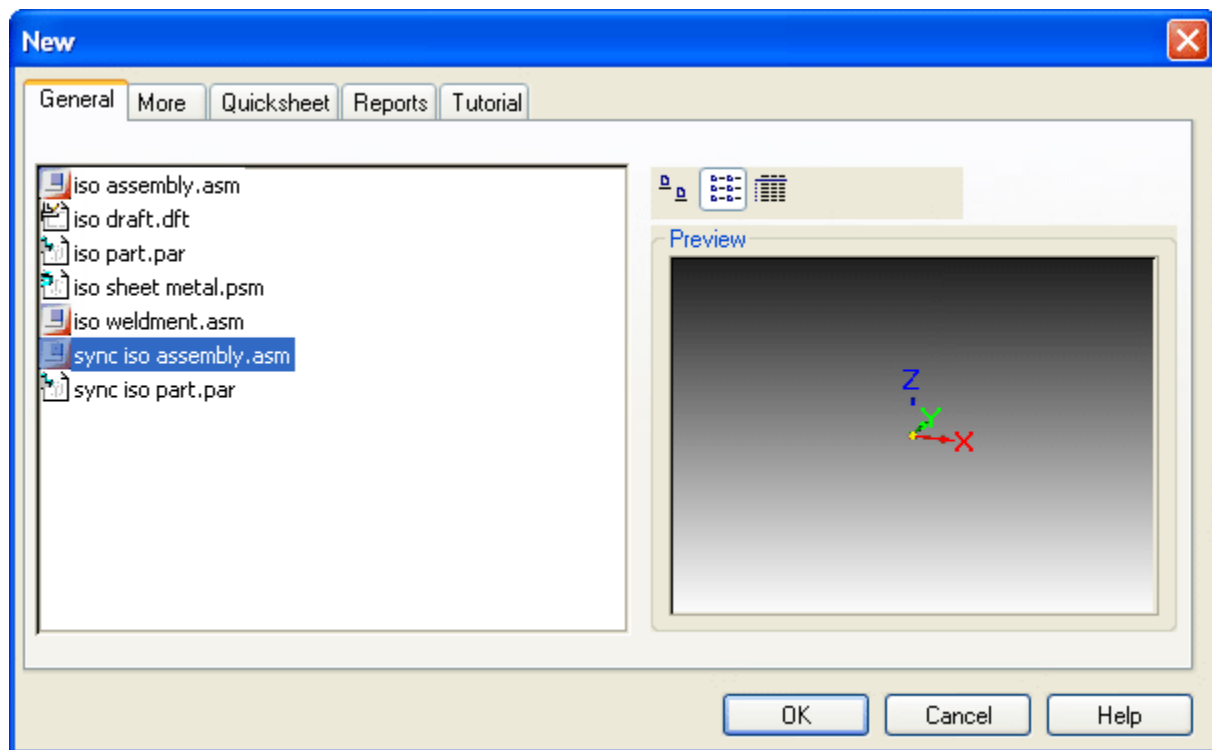 New
General More Quicksheet Reports Tutorial
iso assembly.asm
iso draft.dft
iso part.par
iso sheet metal.psm
iso weldment.asm
sync iso assembly.asm
sync iso part.par
Preview
Z
Y
X
OK Cancel Help